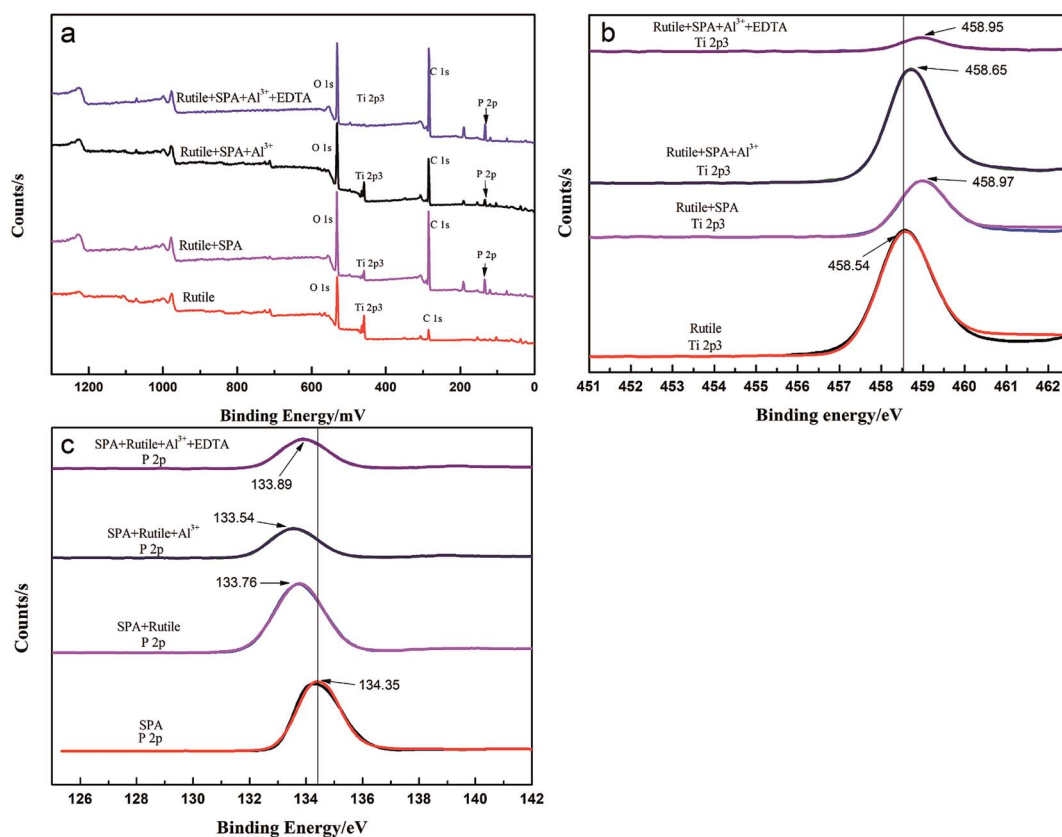 a
Rutile+SPA+Al³⁺+EDTA
O 1s
Ti 2p3
C 1s
P 2p
Rutile+SPA+Al³⁺
O 1s
Ti 2p3
C 1s
P 2p
Rutile+SPA
O 1s
Ti 2p3
C 1s
P 2p
Rutile
O 1s
Ti 2p3
C 1s
Counts/s
1200 1000 800 600 400 200 0
Binding Energy/mV
b
Rutile+SPA+Al³⁺+EDTA
Ti 2p3
458.95
458.65
Rutile+SPA+Al³⁺
Ti 2p3
458.97
Rutile+SPA
Ti 2p3
458.54
Rutile
Ti 2p3
Counts/s
451 452 453 454 455 456 457 458 459 460 461 462
Binding energy/eV
c
SPA+Rutile+Al³⁺+EDTA
P 2p
133.89
133.54
SPA+Rutile+Al³⁺
P 2p
133.76
SPA+Rutile
P 2p
134.35
SPA
P 2p
Counts/s
126 128 130 132 134 136 138 140 142
Binding Energy/eV